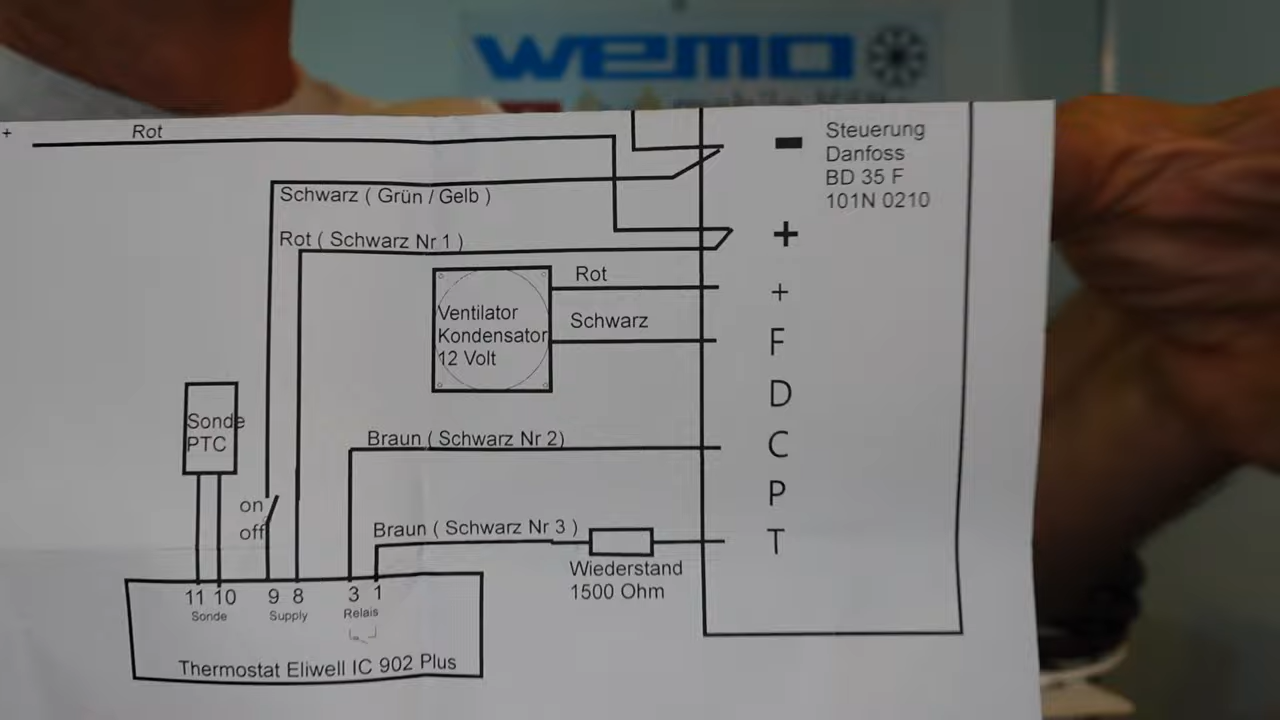 wemo
+
Rot
Steuerung
Danfoss
BD 35 F
101N 0210
Schwarz ( Grün / Gelb )
Rot ( Schwarz Nr 1 )
-
+
+
F
D
C
P
T
Rot
Schwarz
Ventilator
Kondensator
12 Volt
Sonde
PTC
on
off
Braun ( Schwarz Nr 2)
Braun ( Schwarz Nr 3 )
Wiederstand
1500 Ohm
11 10 9 8 3 1
Sonde Supply Relais
Thermostat Eliwell IC 902 Plus